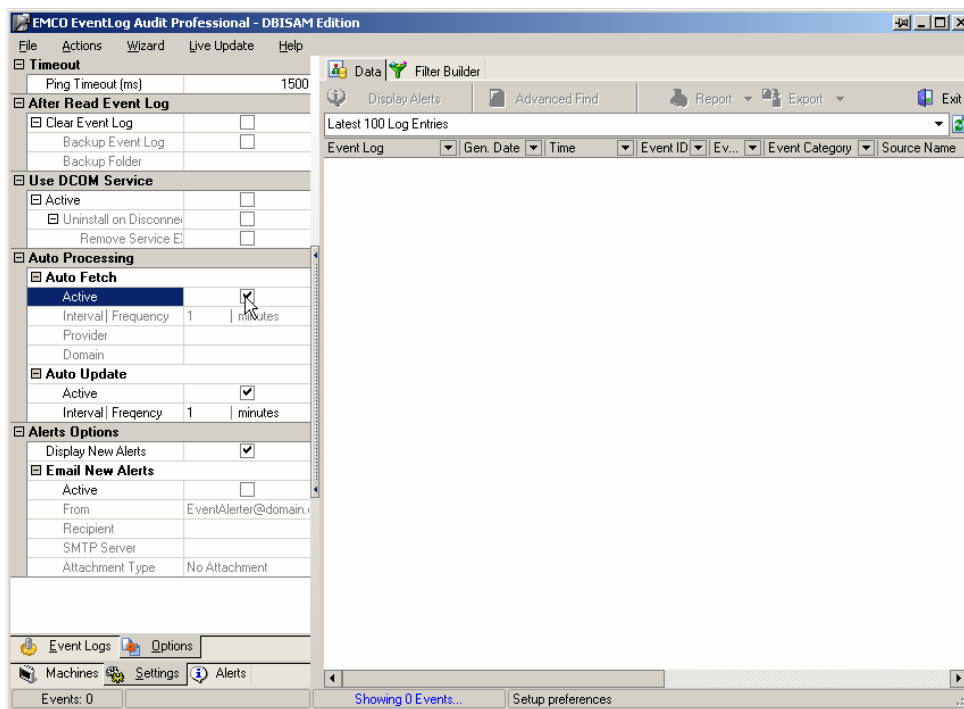 EMCO EventLog Audit Professional - DBISAM Edition
File Actions Wizard Live Update Help
Timeout
Ping Timeout (ms) 1500
After Read Event Log
Clear Event Log
Backup Event Log
Backup Folder
Use DCOM Service
Active
Uninstall on Disconne
Remove Service E
Auto Processing
Auto Fetch
Active
Interval| Frequency 1 | minutes
Provider
Domain
Auto Update
Active
Interval| Freqency 1 | minutes
Alerts Options
Display New Alerts
Email New Alerts
Active
From EventAlerter@domain.
Recipient
SMTP Server
Attachment Type No Attachment
Event Logs Options
Machines Settings Alerts
Data Filter Builder
Display Alerts Advanced Find Report Export Exit
Latest 100 Log Entries
Event Log Gen. Date Time Event ID Ev... Event Category Source Name
Events: 0 Showing 0 Events... Setup preferences